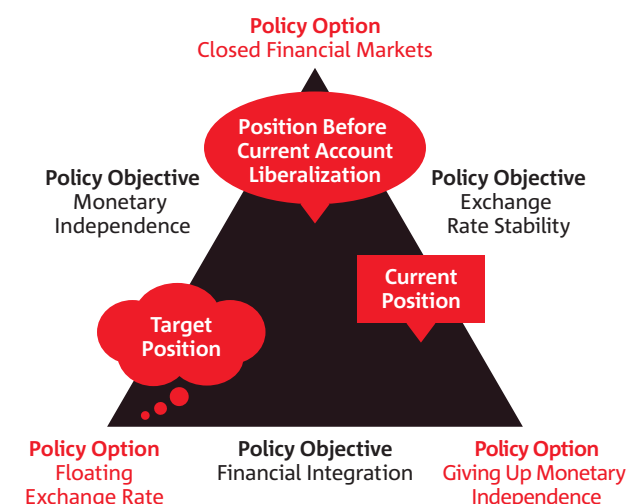 Policy Option
Closed Financial Markets
Position Before
Current Account
Liberalization
Policy Objective
Monetary
Independence
Policy Objective
Exchange
Rate Stability
Current
Position
Target
Position
Policy Option
Floating
Exchange Rate
Policy Objective
Financial Integration
Policy Option
Giving Up Monetary
Independence